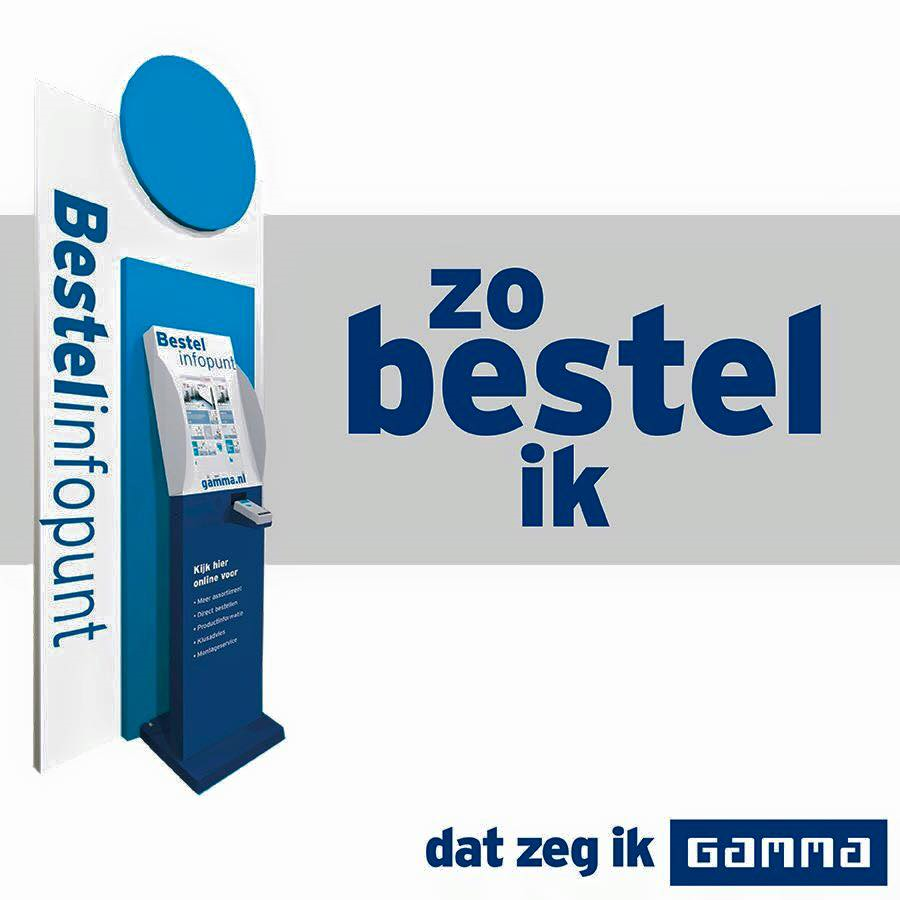 Bestelinfopunt
Bestel
infopunt
gamma.nl
Kijk hier
online voor
• Meer assortiment
• Direct bestellen
• Productinformatie
• Klusadvies
• Montageservice
zo
bestel
ik
dat zeg ik GAMMA